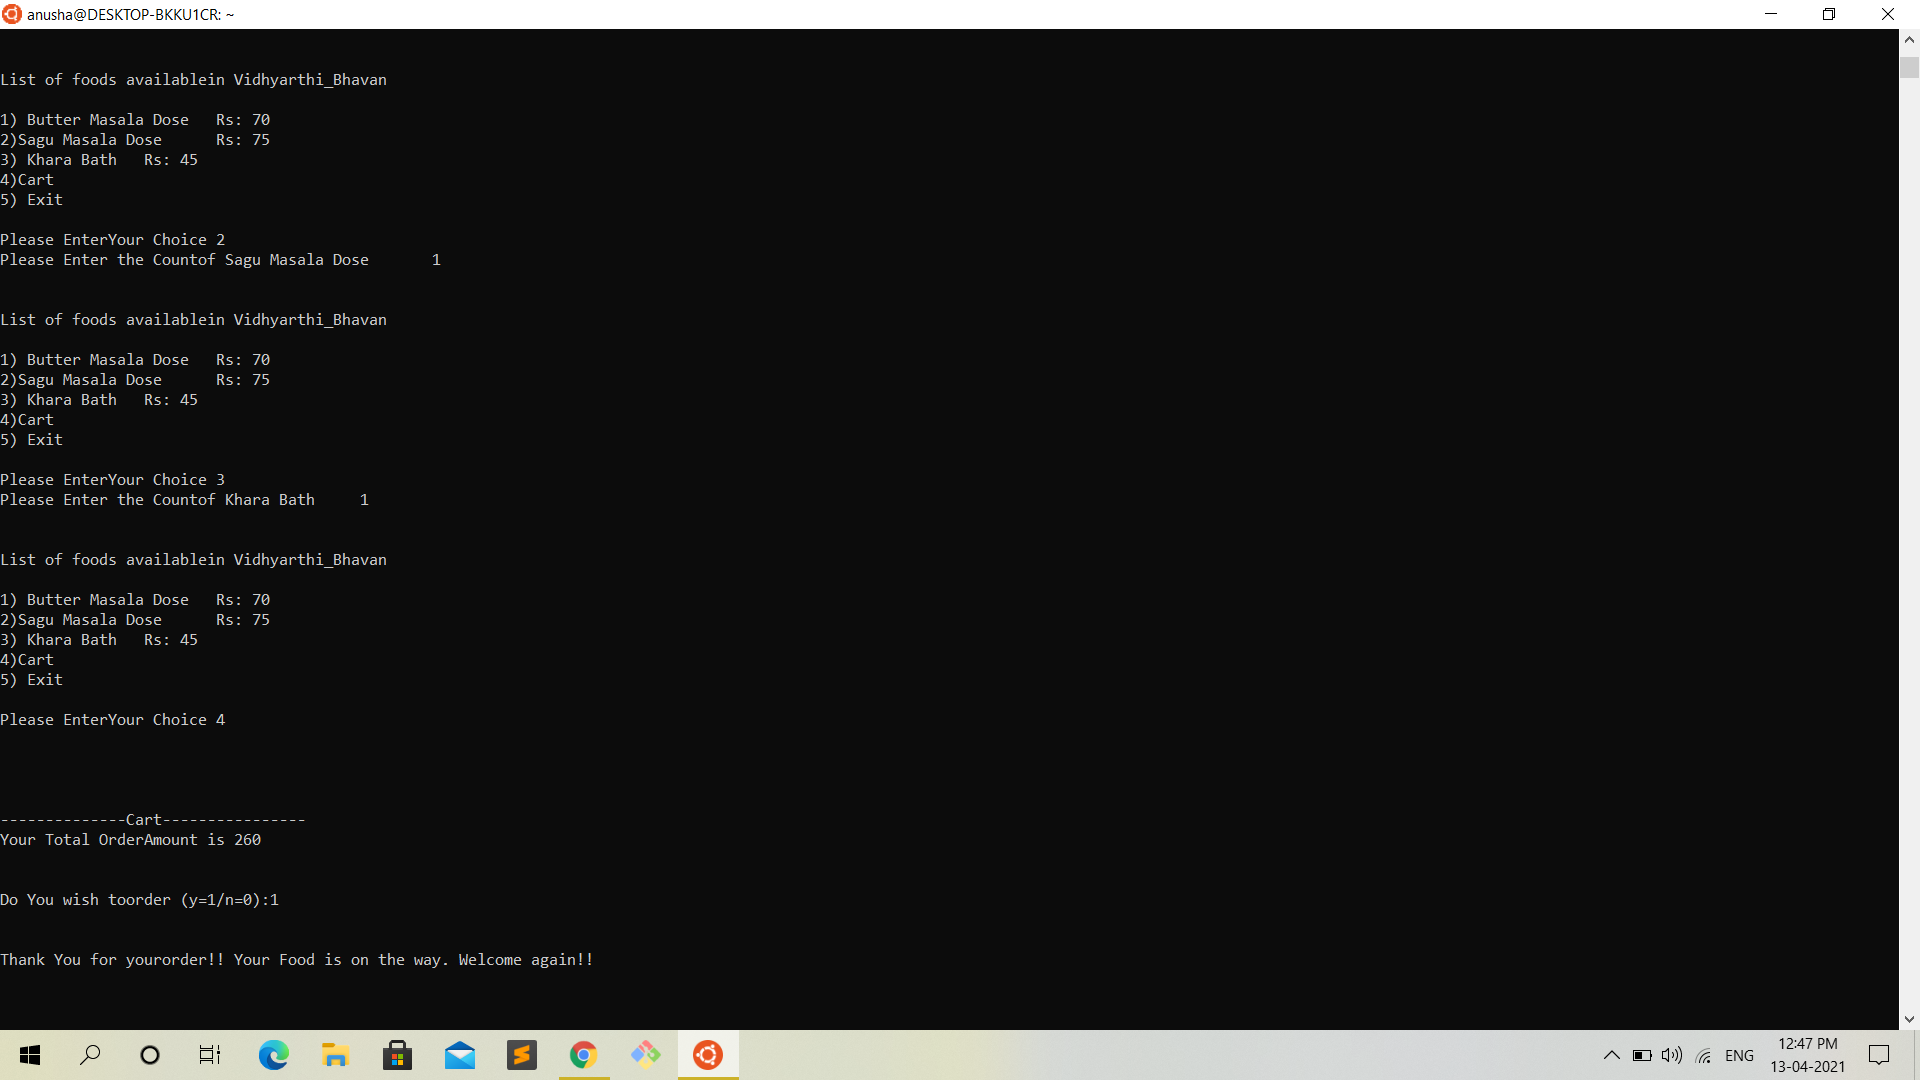 anusha@DESKTOP-BKKU1CR: ~
List of foods availablein Vidhyarthi_Bhavan
1) Butter Masala Dose   Rs: 70
2)Sagu Masala Dose      Rs: 75
3) Khara Bath   Rs: 45
4)Cart
5) Exit
Please EnterYour Choice 2
Please Enter the Countof Sagu Masala Dose       1
List of foods availablein Vidhyarthi_Bhavan
1) Butter Masala Dose   Rs: 70
2)Sagu Masala Dose      Rs: 75
3) Khara Bath   Rs: 45
4)Cart
5) Exit
Please EnterYour Choice 3
Please Enter the Countof Khara Bath     1
List of foods availablein Vidhyarthi_Bhavan
1) Butter Masala Dose   Rs: 70
2)Sagu Masala Dose      Rs: 75
3) Khara Bath   Rs: 45
4)Cart
5) Exit
Please EnterYour Choice 4
--------------Cart----------------
Your Total OrderAmount is 260
Do You wish toorder (y=1/n=0):1
Thank You for yourorder!! Your Food is on the way. Welcome again!!
ENG
12:47 PM
13-04-2021